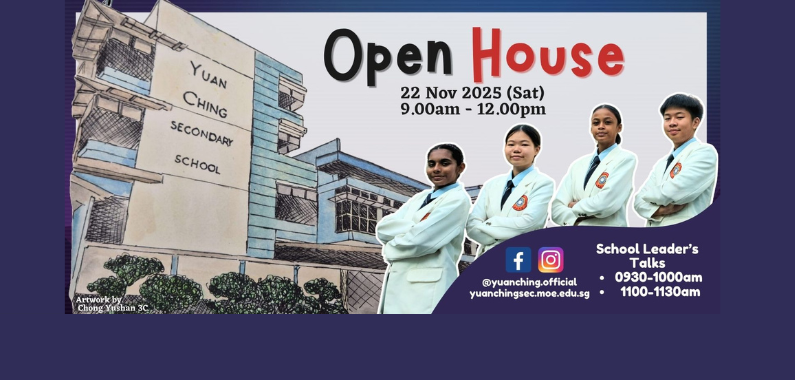 Open House
22 Nov 2025 (Sat)
9.00am - 12.00pm
YUAN
CHING
SECONDARY
SCHOOL
School Leader's
Talks
• 0930-1000am
• 1100-1130am
@yuanching.official
yuanchingsec.moe.edu.sg
Artwork by
Chong Yushan 3C